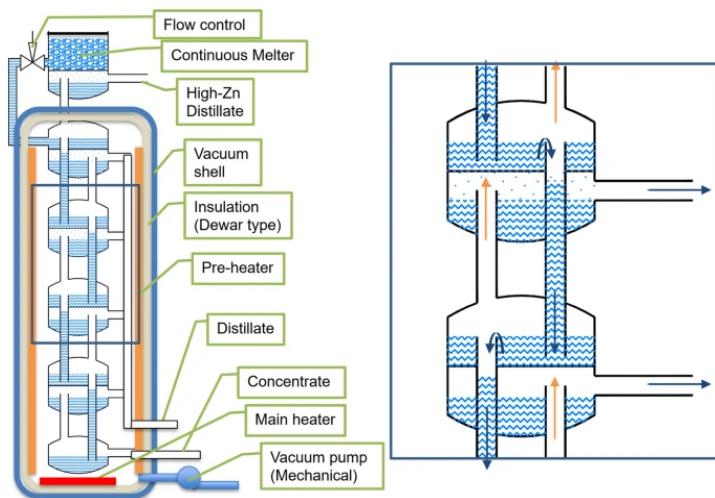 Flow control
Continuous Melter
High-Zn
Distillate
Vacuum
shell
Insulation
(Dewar type)
Pre-heater
Distillate
Concentrate
Main heater
Vacuum pump
(Mechanical)